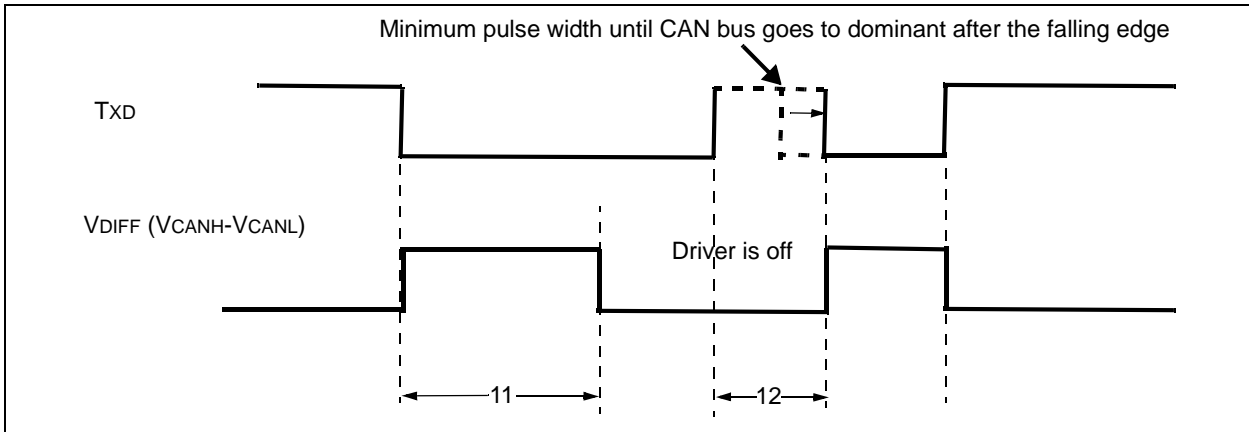 Minimum pulse width until CAN bus goes to dominant after the falling edge
TXD
VDIFF (VCANH-VCANL)
Driver is off
11
12